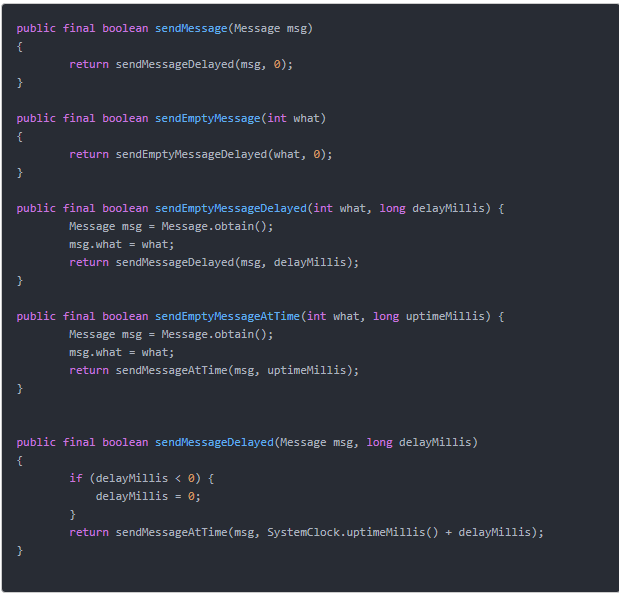 public final boolean sendMessage(Message msg)
{
        return sendMessageDelayed(msg, 0);
}

public final boolean sendEmptyMessage(int what)
{
        return sendEmptyMessageDelayed(what, 0);
}

public final boolean sendEmptyMessageDelayed(int what, long delayMillis) {
        Message msg = Message.obtain();
        msg.what = what;
        return sendMessageDelayed(msg, delayMillis);
}

public final boolean sendEmptyMessageAtTime(int what, long uptimeMillis) {
        Message msg = Message.obtain();
        msg.what = what;
        return sendMessageAtTime(msg, uptimeMillis);
}


public final boolean sendMessageDelayed(Message msg, long delayMillis)
{
        if (delayMillis < 0) {
            delayMillis = 0;
        }
        return sendMessageAtTime(msg, SystemClock.uptimeMillis() + delayMillis);
}